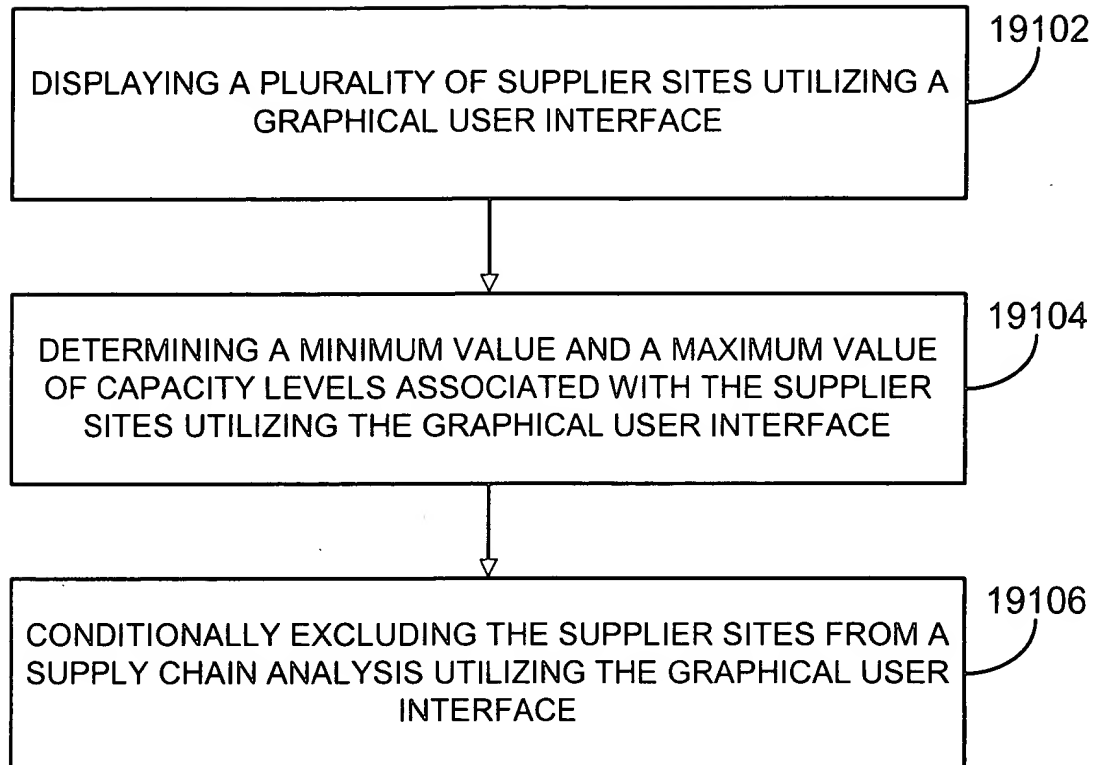 19102
DISPLAYING A PLURALITY OF SUPPLIER SITES UTILIZING A
GRAPHICAL USER INTERFACE
19104
DETERMINING A MINIMUM VALUE AND A MAXIMUM VALUE
OF CAPACITY LEVELS ASSOCIATED WITH THE SUPPLIER
SITES UTILIZING THE GRAPHICAL USER INTERFACE
19106
CONDITIONALLY EXCLUDING THE SUPPLIER SITES FROM A
SUPPLY CHAIN ANALYSIS UTILIZING THE GRAPHICAL USER
INTERFACE